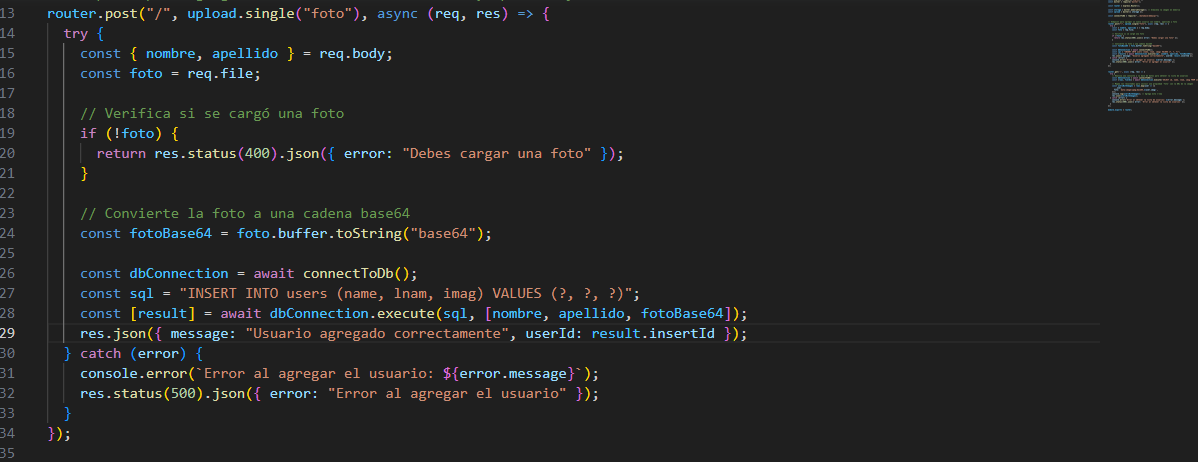 13 router.post("/", upload.single("foto"), async (req, res) => {
14 try {
15 const { nombre, apellido } = req.body;
16 const foto = req.file;
17
18 // Verifica si se cargó una foto
19 if (!foto) {
20 return res.status(400).json({ error: "Debes cargar una foto" });
21 }
22
23 // Convierte la foto a una cadena base64
24 const fotoBase64 = foto.buffer.toString("base64");
25
26 const dbConnection = await connectToDb();
27 const sql = "INSERT INTO users (name, lnam, imag) VALUES (?, ?, ?)";
28 const [result] = await dbConnection.execute(sql, [nombre, apellido, fotoBase64]);
29 res.json({ message: "Usuario agregado correctamente", userId: result.insertId });
30 } catch (error) {
31 console.error(`Error al agregar el usuario: ${error.message}`);
32 res.status(500).json({ error: "Error al agregar el usuario" });
33 }
34 });
35